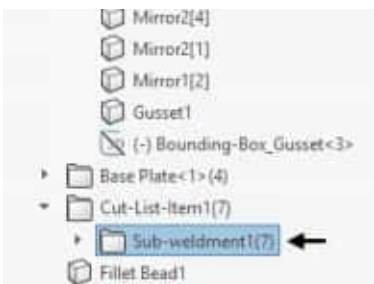 Mirror2[4]
Mirror2[1]
Mirror1[2]
Gusset1
(-) Bounding-Box_Gusset<3>
Base Plate<1>(4)
Cut-List-Item1(7)
Sub-weldment1(7)
Fillet Bead1